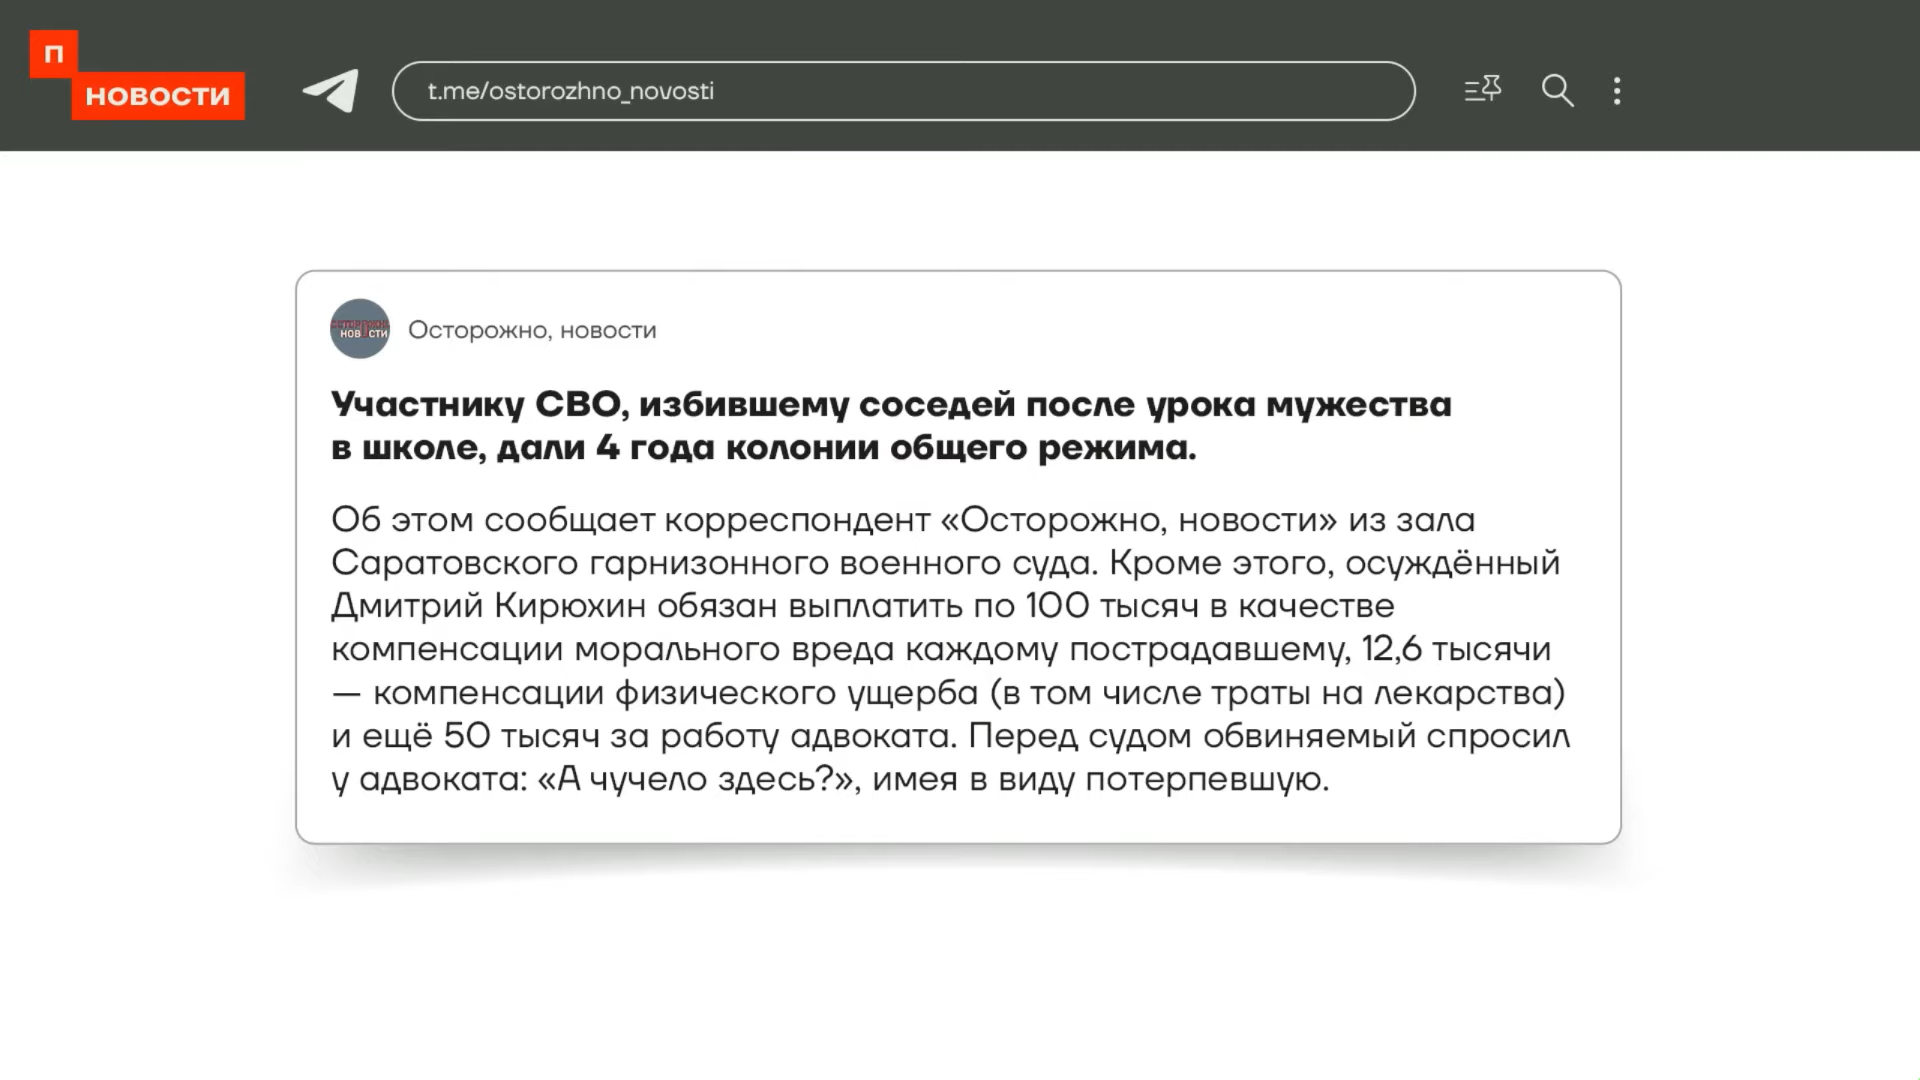 П
НОВОСТИ
t.me/ostorozhno_novosti
Осторожно, новости
Участнику СВО, избившему соседей после урока мужества
в школе, дали 4 года колонии общего режима.
Об этом сообщает корреспондент «Осторожно, новости» из зала
Саратовского гарнизонного военного суда. Кроме этого, осуждённый
Дмитрий Кирюхин обязан выплатить по 100 тысяч в качестве
компенсации морального вреда каждому пострадавшему, 12,6 тысячи
— компенсации физического ущерба (в том числе траты на лекарства)
и ещё 50 тысяч за работу адвоката. Перед судом обвиняемый спросил
у адвоката: «А чучело здесь?», имея в виду потерпевшую.